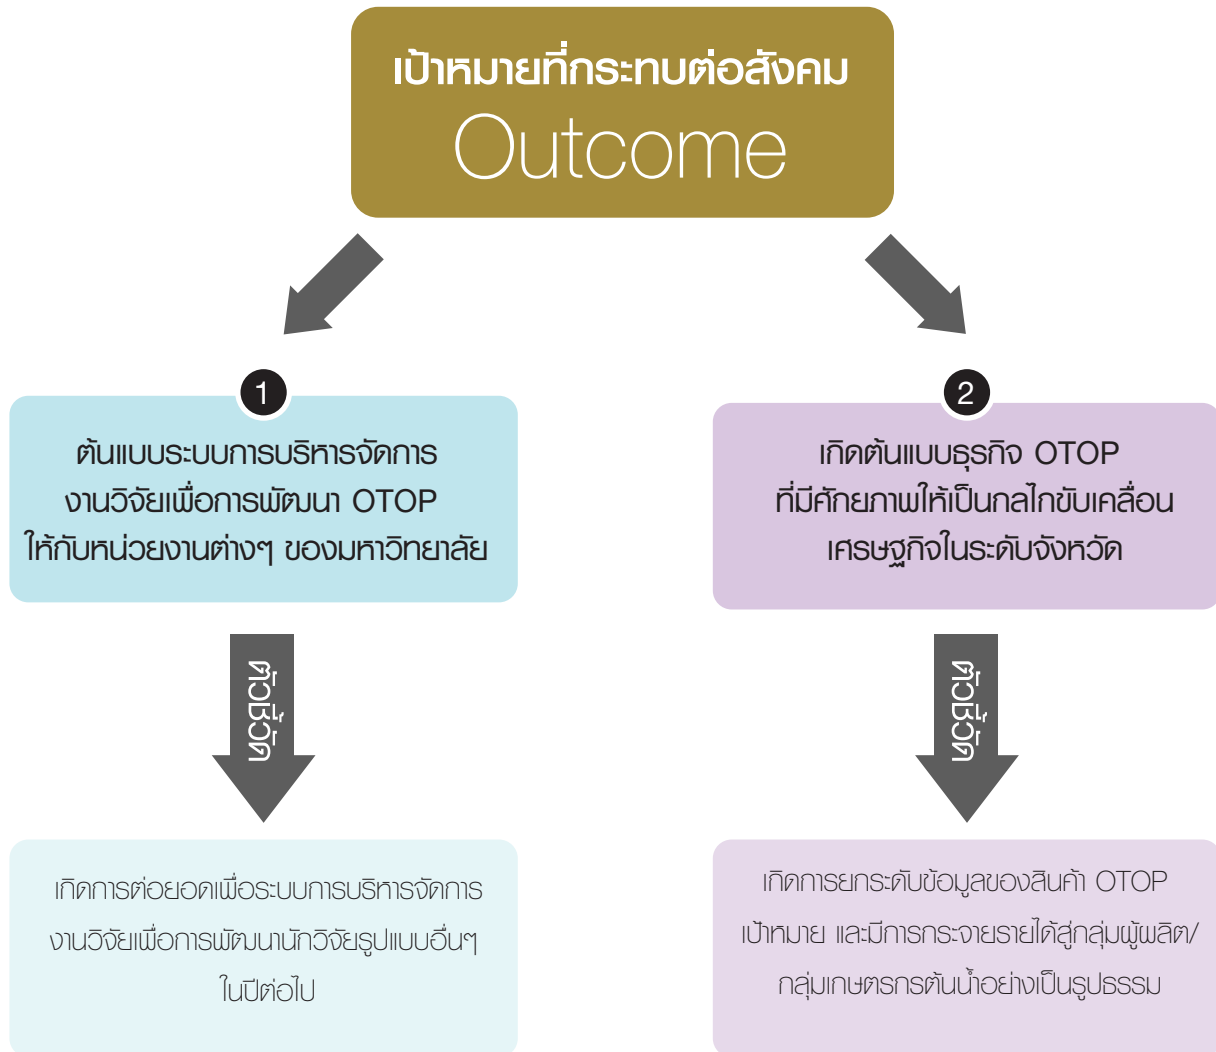 เป้าหมายที่กระทบต่อสังคม
Outcome
1
ต้นแบบระบบการบริหารจัดการ
งานวิจัยเพื่อการพัฒนา OTOP
ให้กับหน่วยงานต่างๆ ของมหาวิทยาลัย
ตัวชี้วัด
เกิดการต่อยอดเพื่อระบบการบริหารจัดการ
งานวิจัยเพื่อการพัฒนานักวิจัยรูปแบบอื่นๆ
ในปีต่อไป
2
เกิดต้นแบบธุรกิจ OTOP
ที่มีศักยภาพให้เป็นกลไกขับเคลื่อน
เศรษฐกิจในระดับจังหวัด
ตัวชี้วัด
เกิดการยกระดับข้อมูลของสินค้า OTOP
เป้าหมาย และมีการกระจายรายได้สู่กลุ่มผู้ผลิต/
กลุ่มเกษตรกรต้นน้ำอย่างเป็นรูปธรรม